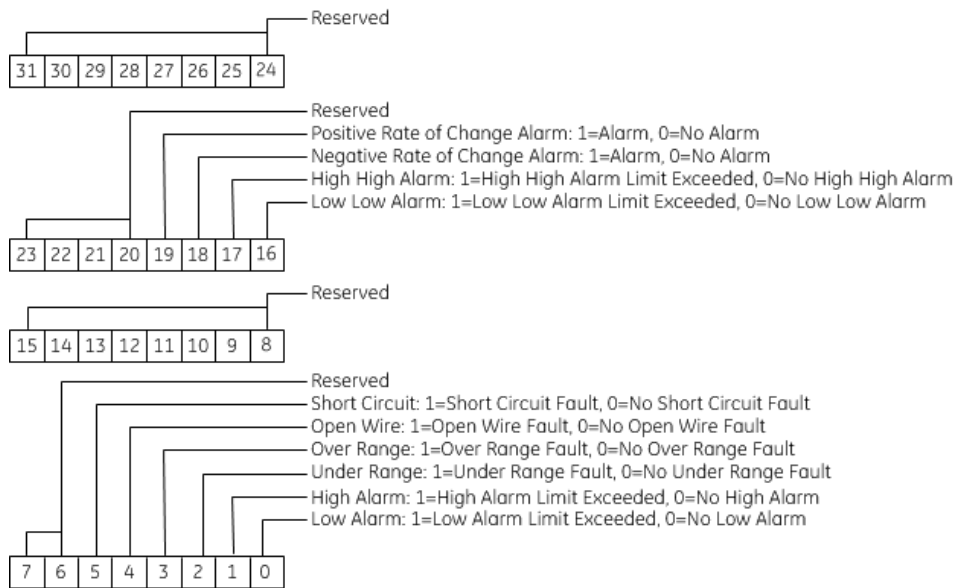 Reserved
31 30 29 28 27 26 25 24
Reserved
Positive Rate of Change Alarm: 1=Alarm, 0=No Alarm
Negative Rate of Change Alarm: 1=Alarm, 0=No Alarm
High High Alarm: 1=High High Alarm Limit Exceeded, 0=No High High Alarm
Low Low Alarm: 1=Low Low Alarm Limit Exceeded, 0=No Low Low Alarm
23 22 21 20 19 18 17 16
Reserved
15 14 13 12 11 10 9 8
Reserved
Short Circuit: 1=Short Circuit Fault, 0=No Short Circuit Fault
Open Wire: 1=Open Wire Fault, 0=No Open Wire Fault
Over Range: 1=Over Range Fault, 0=No Over Range Fault
Under Range: 1=Under Range Fault, 0=No Under Range Fault
High Alarm: 1=High Alarm Limit Exceeded, 0=No High Alarm
Low Alarm: 1=Low Alarm Limit Exceeded, 0=No Low Alarm
7 6 5 4 3 2 1 0